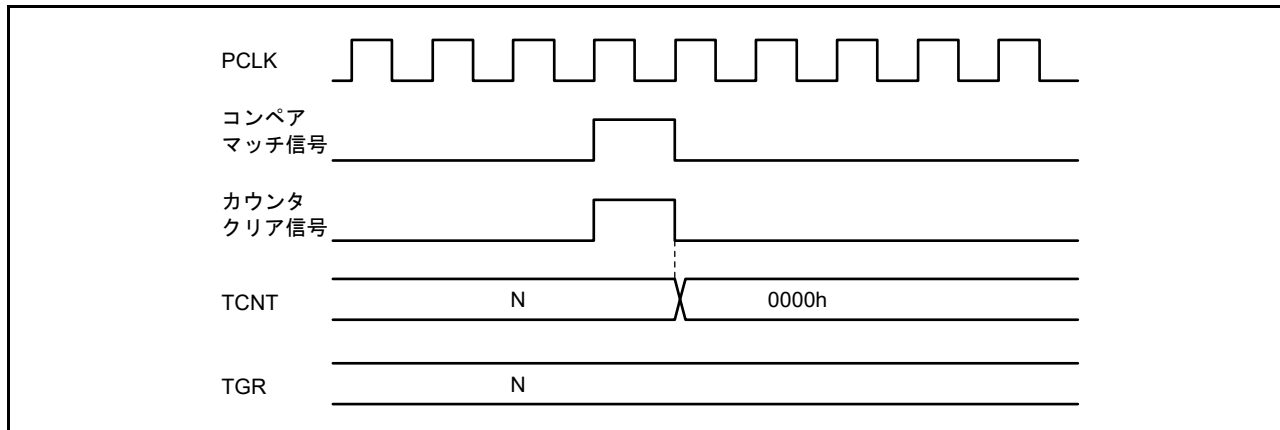 PCLK
コンペア
マッチ信号
カウンタ
クリア信号
TCNT
N
0000h
TGR
N